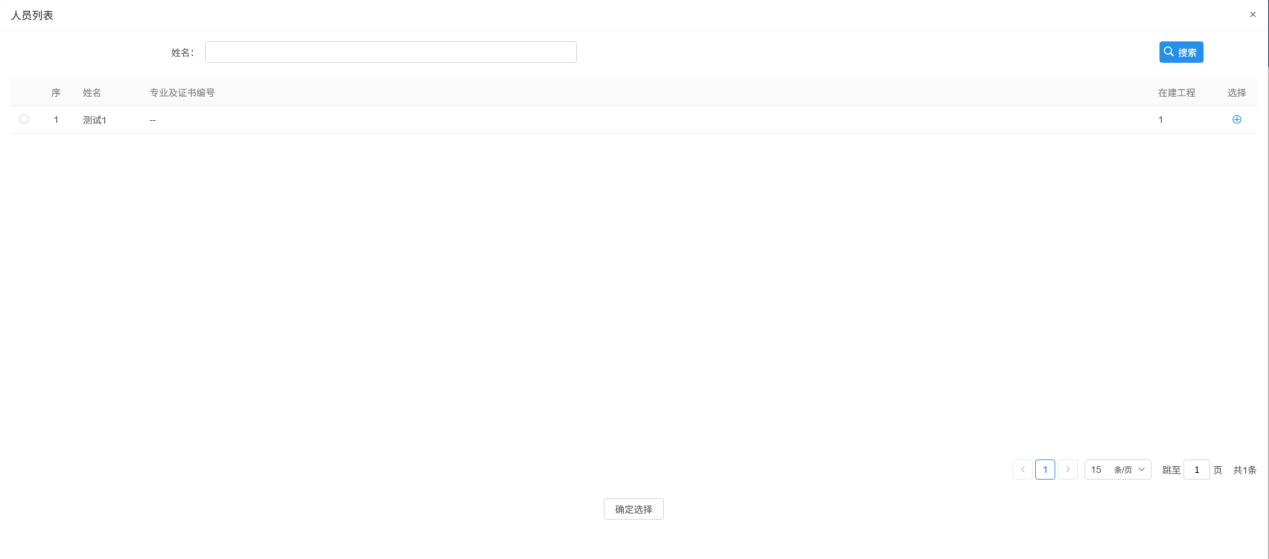 人员列表 ×
姓名: 搜索
序 姓名 专业及证书编号 在建工程 选择
1 测试1 -- 1
1 15 条/页 跳至 1 页 共1条
确定选择